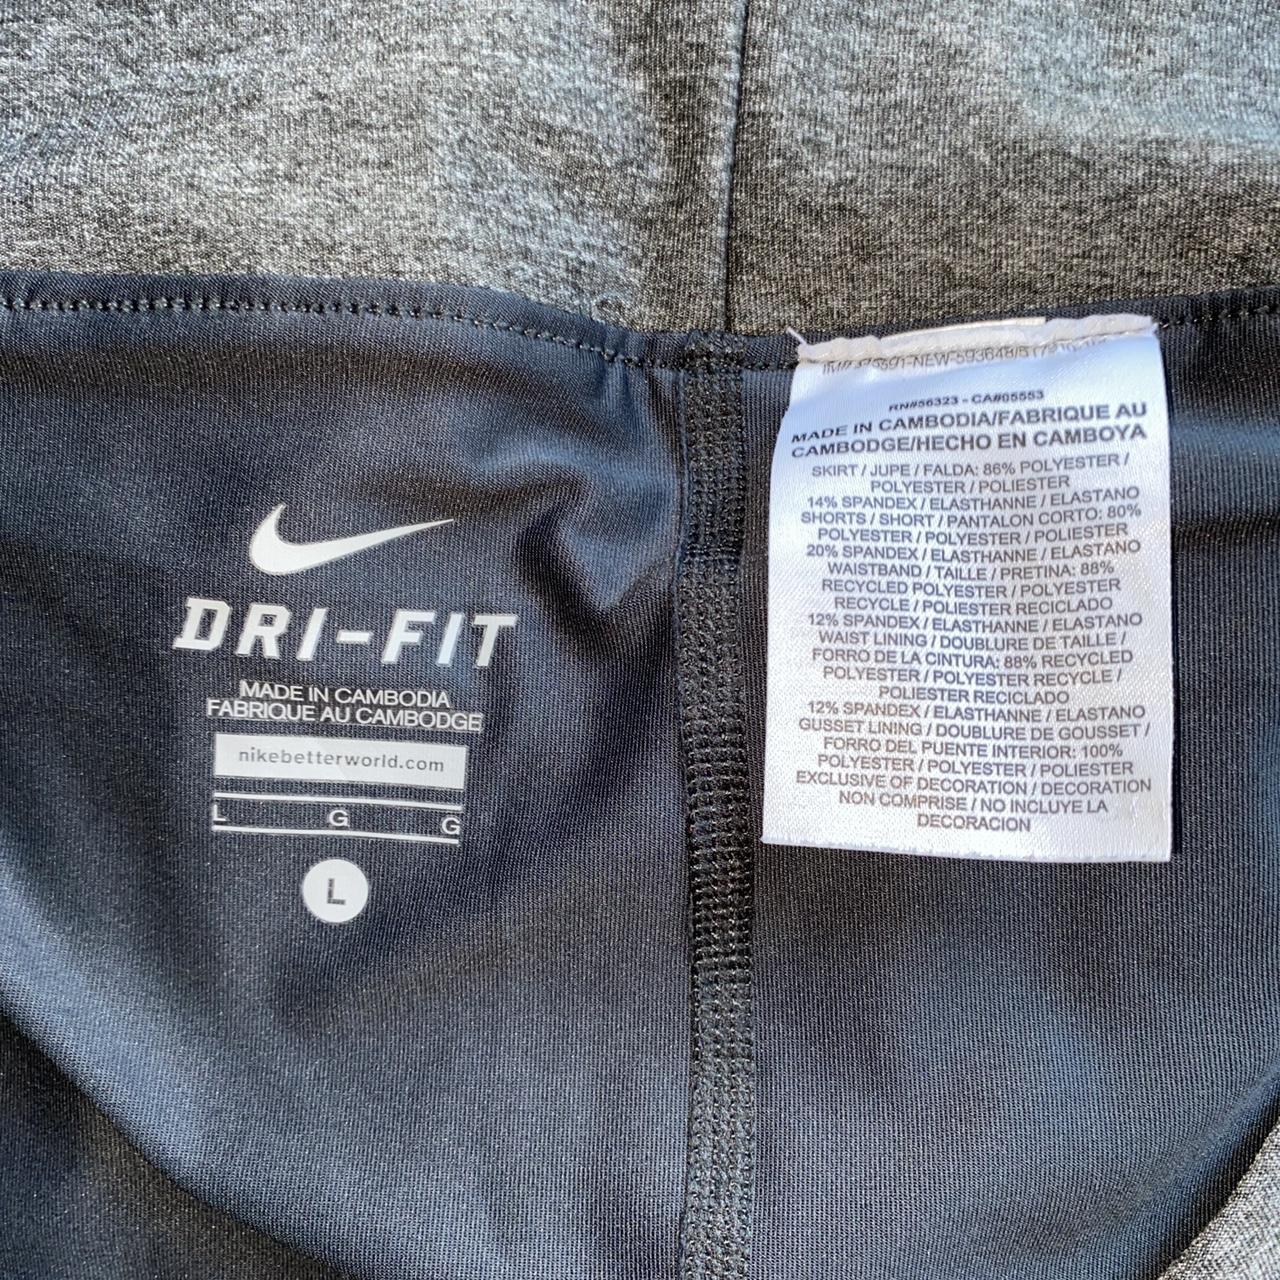 DRI-FIT
MADE IN CAMBODIA
FABRIQUE AU CAMBODGE
nikebetterworld.com
L G G
L
RN#56323 - CA#05553
MADE IN CAMBODIA/FABRIQUE AU
CAMBODGE/HECHO EN CAMBOYA
SKIRT / JUPE / FALDA: 86% POLYESTER /
POLYESTER / POLIESTER
14% SPANDEX / ELASTHANNE / ELASTANO
SHORTS / SHORT / PANTALON CORTO: 80%
POLYESTER / POLYESTER / POLIESTER
20% SPANDEX / ELASTHANNE / ELASTANO
WAISTBAND / TAILLE / PRETINA: 88%
RECYCLED POLYESTER / POLYESTER
RECYCLE / POLIESTER RECICLADO
12% SPANDEX / ELASTHANNE / ELASTANO
WAIST LINING / DOUBLURE DE TAILLE /
FORRO DE LA CINTURA: 88% RECYCLED
POLYESTER / POLYESTER RECYCLE /
POLIESTER RECICLADO
12% SPANDEX / ELASTHANNE / ELASTANO
GUSSET LINING / DOUBLURE DE GOUSSET /
FORRO DEL PUENTE INTERIOR: 100%
POLYESTER / POLYESTER / POLIESTER
EXCLUSIVE OF DECORATION / DECORATION
NON COMPRISE / NO INCLUYE LA
DECORACION